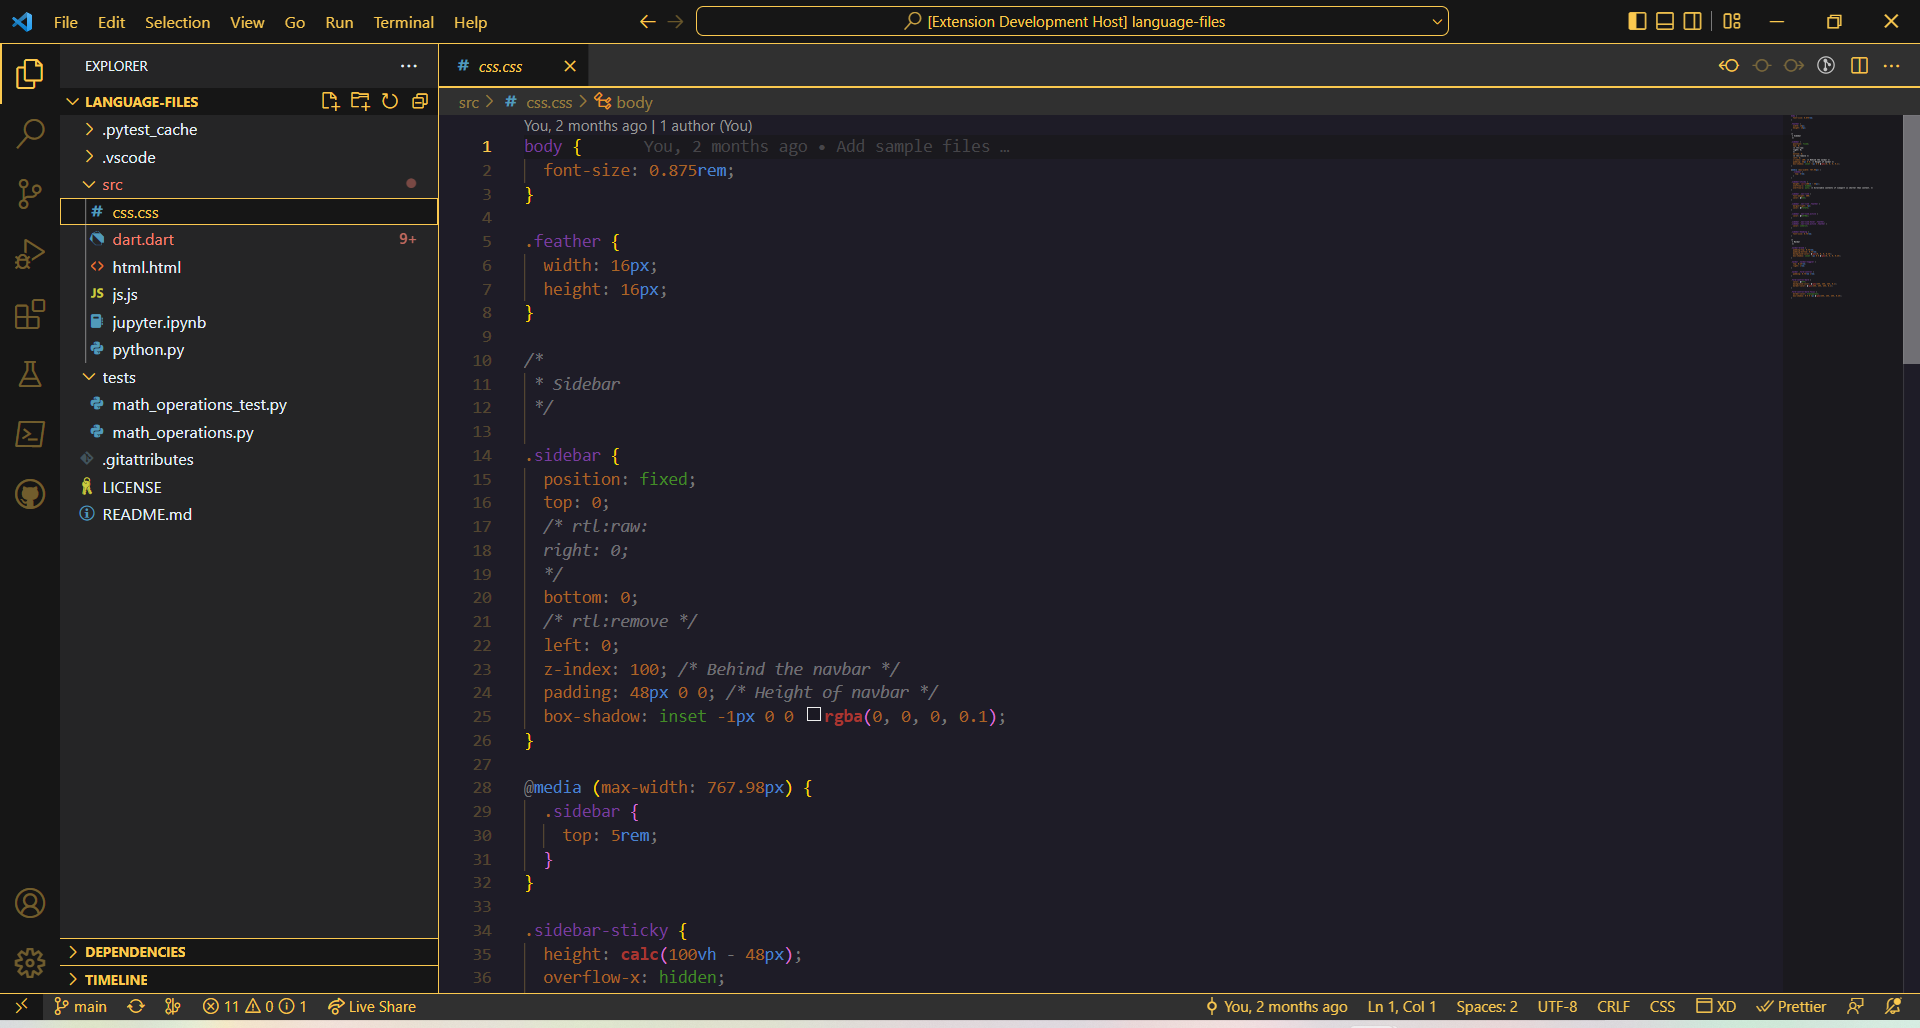 File Edit Selection View Go Run Terminal Help
[Extension Development Host] language-files
EXPLORER
LANGUAGE-FILES
.pytest_cache
.vscode
src
# css.css
dart.dart 9+
<> html.html
JS js.js
jupyter.ipynb
python.py
tests
math_operations_test.py
math_operations.py
.gitattributes
LICENSE
README.md
DEPENDENCIES
TIMELINE
# css.css
src > # css.css > body
You, 2 months ago | 1 author (You)
1 body { You, 2 months ago • Add sample files …
2 font-size: 0.875rem;
3 }
4
5 .feather {
6 width: 16px;
7 height: 16px;
8 }
9
10 /*
11 * Sidebar
12 */
13
14 .sidebar {
15 position: fixed;
16 top: 0;
17 /* rtl:raw:
18 right: 0;
19 */
20 bottom: 0;
21 /* rtl:remove */
22 left: 0;
23 z-index: 100; /* Behind the navbar */
24 padding: 48px 0 0; /* Height of navbar */
25 box-shadow: inset -1px 0 0 rgba(0, 0, 0, 0.1);
26 }
27
28 @media (max-width: 767.98px) {
29 .sidebar {
30 top: 5rem;
31 }
32 }
33
34 .sidebar-sticky {
35 height: calc(100vh - 48px);
36 overflow-x: hidden;
main 11 0 1 Live Share You, 2 months ago Ln 1, Col 1 Spaces: 2 UTF-8 CRLF CSS XD Prettier